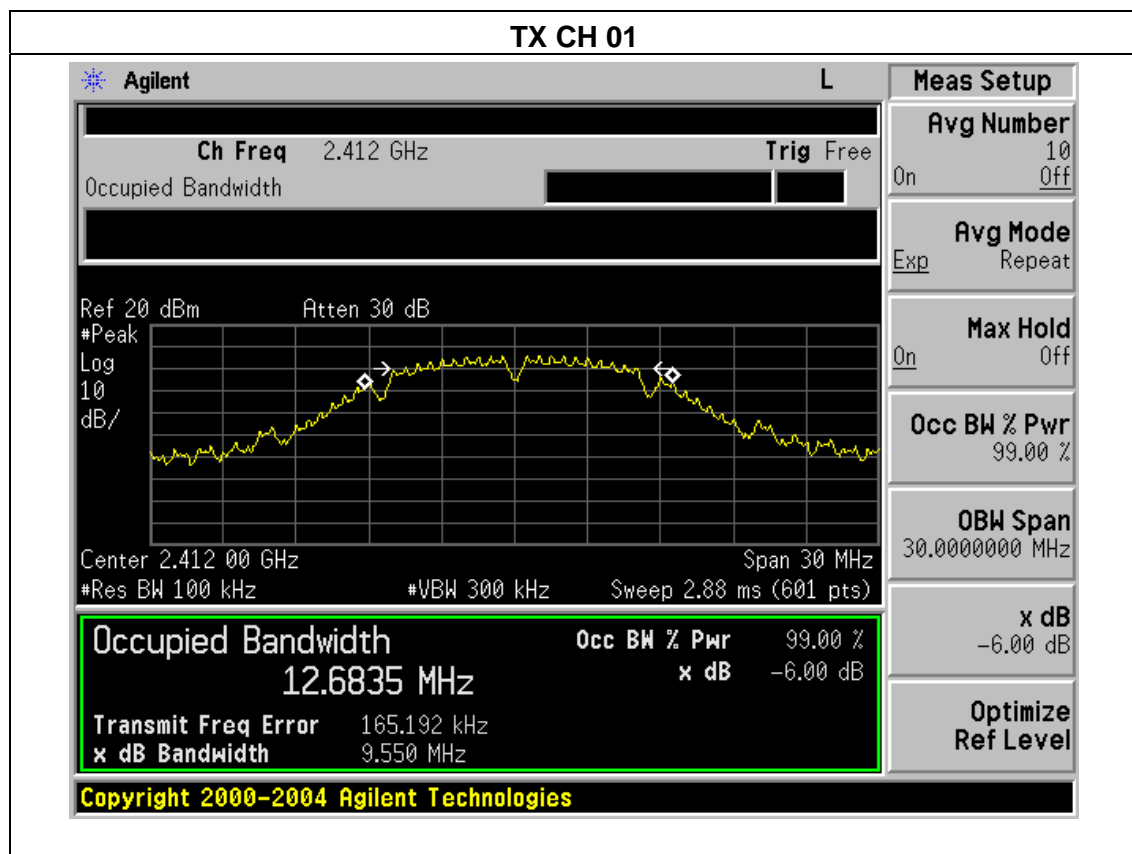 TX CH 01
Agilent L Meas Setup
Ch Freq 2.412 GHz Trig Free
Occupied Bandwidth
Avg Number
10
On Off
Avg Mode
Exp Repeat
Max Hold
On Off
Occ BW % Pwr
99.00 %
OBW Span
30.0000000 MHz
x dB
-6.00 dB
Optimize
Ref Level
Ref 20 dBm Atten 30 dB
#Peak
Log
10
dB/
Center 2.412 00 GHz Span 30 MHz
#Res BW 100 kHz #VBW 300 kHz Sweep 2.88 ms (601 pts)
Occupied Bandwidth Occ BW % Pwr 99.00 %
12.6835 MHz x dB -6.00 dB
Transmit Freq Error 165.192 kHz
x dB Bandwidth 9.550 MHz
Copyright 2000-2004 Agilent Technologies